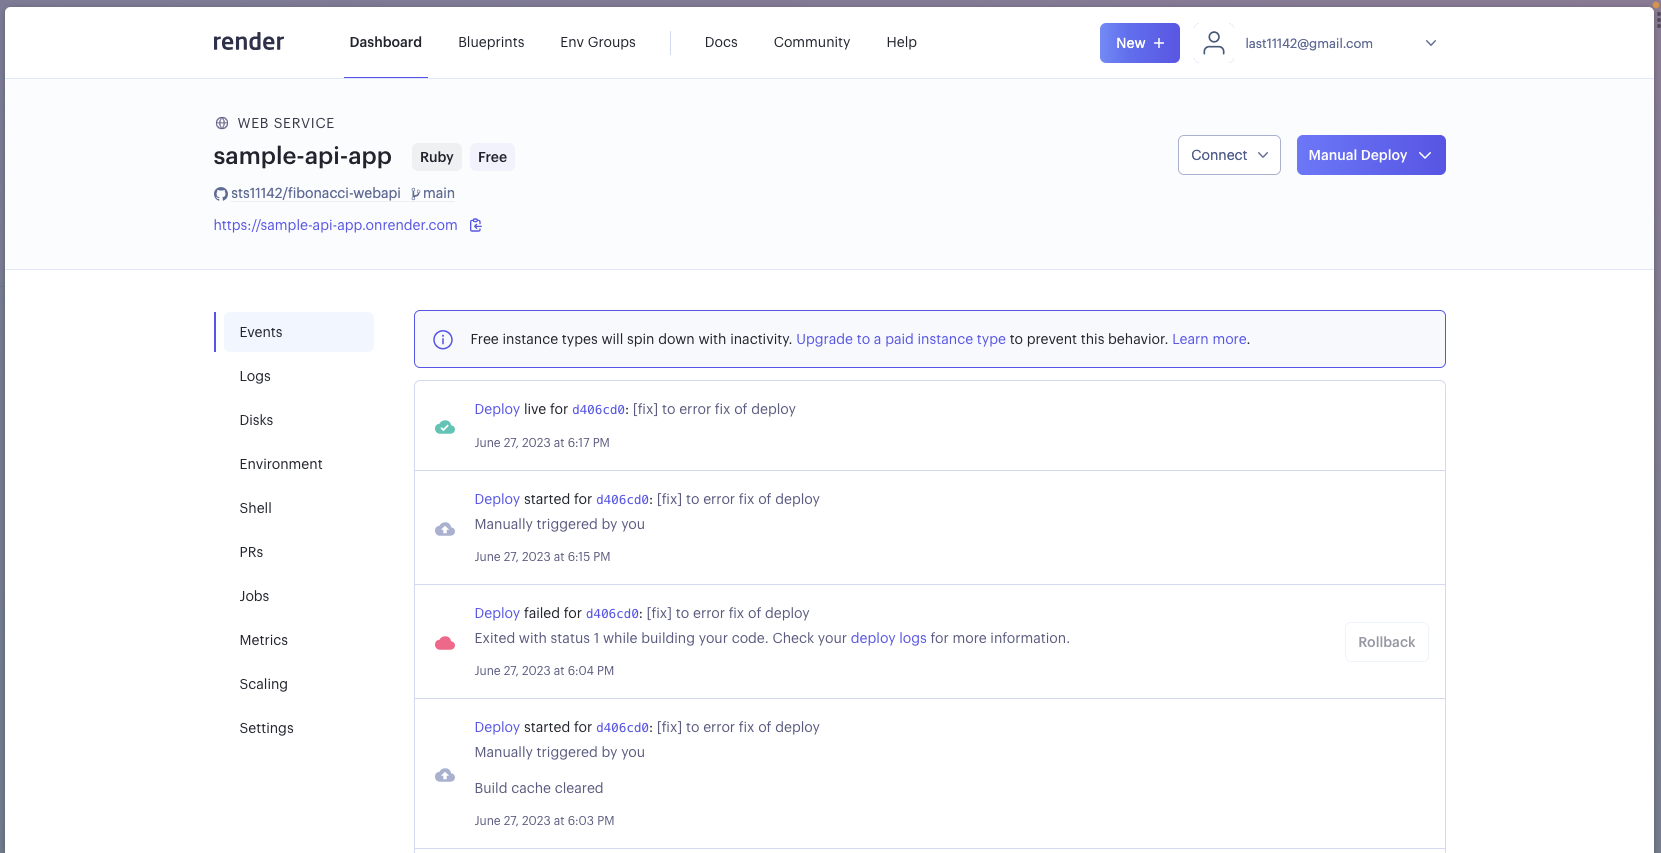 render
Dashboard
Blueprints
Env Groups
Docs
Community
Help
New +
last11142@gmail.com
WEB SERVICE
sample-api-app
Ruby
Free
Connect
Manual Deploy
sts11142/fibonacci-webapi
main
https://sample-api-app.onrender.com
Events
Logs
Disks
Environment
Shell
PRs
Jobs
Metrics
Scaling
Settings
Free instance types will spin down with inactivity. Upgrade to a paid instance type to prevent this behavior. Learn more.
Deploy live for d406cd0: [fix] to error fix of deploy
June 27, 2023 at 6:17 PM
Deploy started for d406cd0: [fix] to error fix of deploy
Manually triggered by you
June 27, 2023 at 6:15 PM
Deploy failed for d406cd0: [fix] to error fix of deploy
Exited with status 1 while building your code. Check your deploy logs for more information.
June 27, 2023 at 6:04 PM
Rollback
Deploy started for d406cd0: [fix] to error fix of deploy
Manually triggered by you
Build cache cleared
June 27, 2023 at 6:03 PM